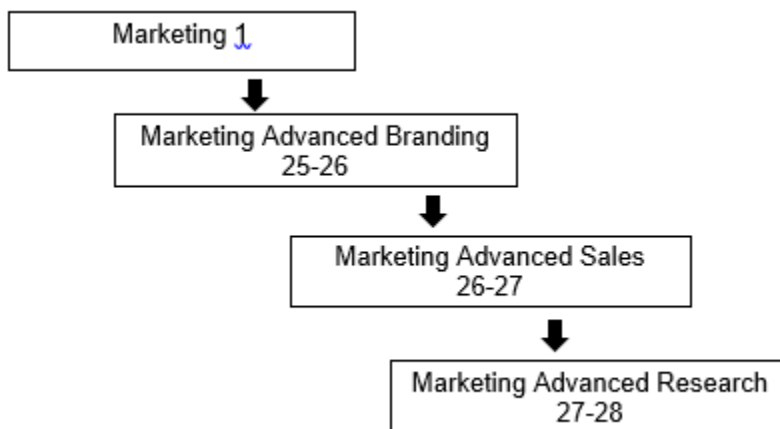 Marketing 1
Marketing Advanced Branding
25-26
Marketing Advanced Sales
26-27
Marketing Advanced Research
27-28